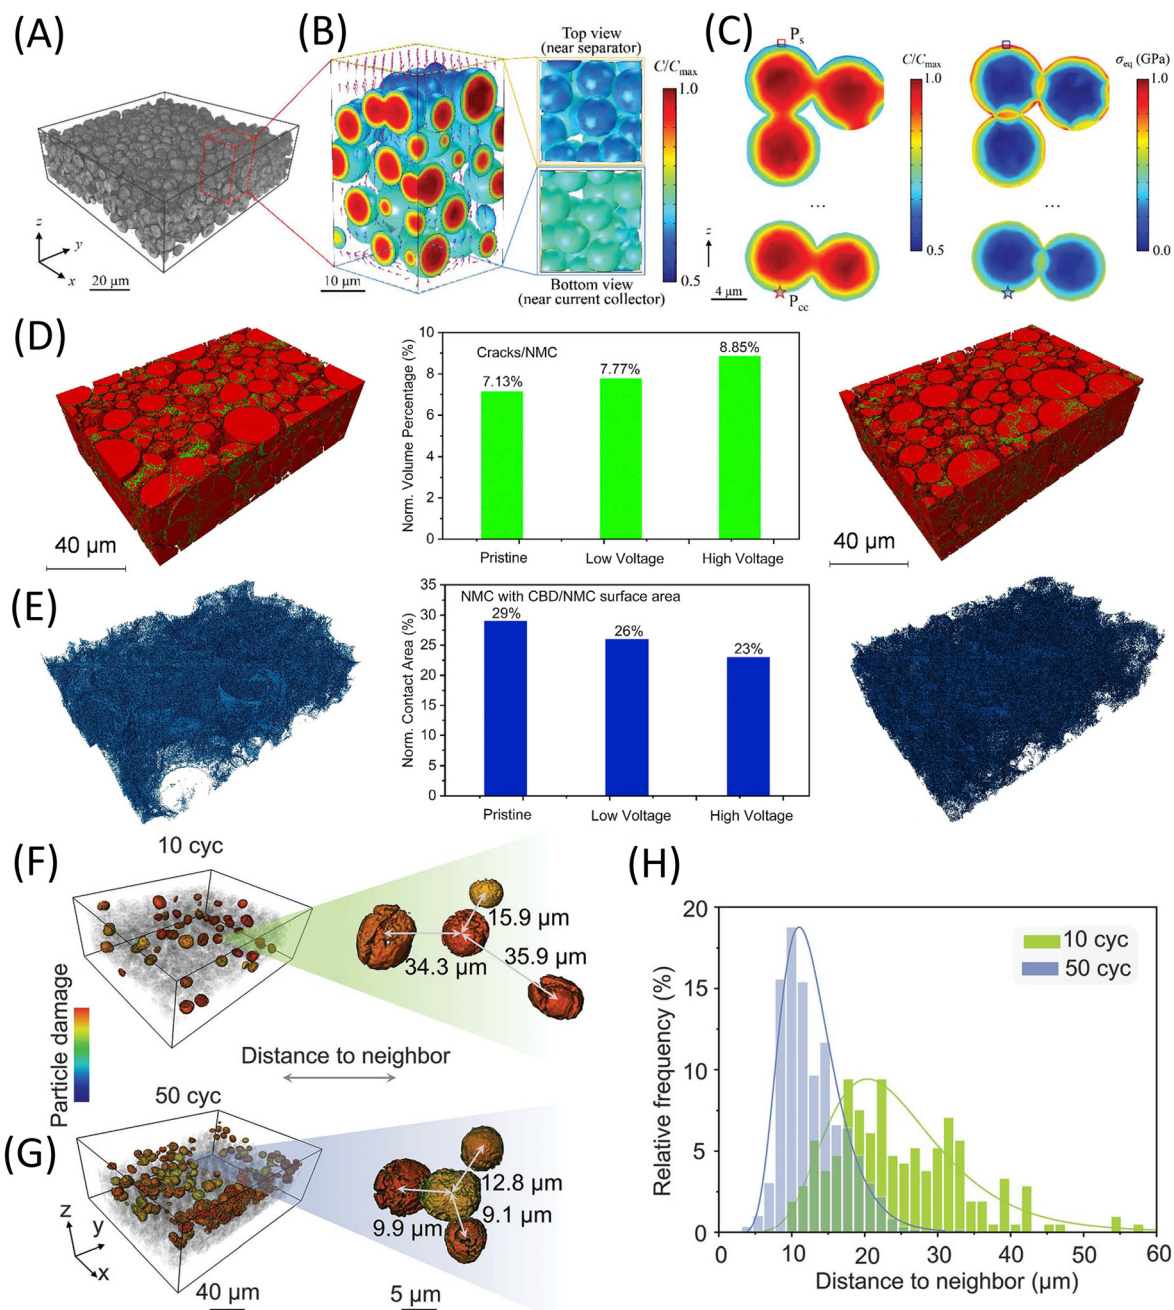 (A)
z
y
x
20 µm
(B)
10 µm
Top view
(near separator)
Bottom view
(near current collector)
C/Cmax
1.0
0.5
(C)
Ps
C/Cmax
1.0
0.5
σeq (GPa)
1.0
0.0
...
...
z
4 µm
Pcc
(D)
40 µm
Norm. Volume Percentage (%)
10
8
6
4
2
0
Cracks/NMC
7.13%
7.77%
8.85%
Pristine
Low Voltage
High Voltage
40 µm
(E)
Norm. Contact Area (%)
35
30
25
20
15
10
5
0
NMC with CBD/NMC surface area
29%
26%
23%
Pristine
Low Voltage
High Voltage
(F)
10 cyc
15.9 µm
35.9 µm
34.3 µm
Particle damage
Distance to neighbor
(G)
50 cyc
12.8 µm
9.1 µm
9.9 µm
z
y
x
40 µm
5 µm
(H)
Relative frequency (%)
20
15
10
5
0
10 cyc
50 cyc
0 10 20 30 40 50 60
Distance to neighbor (µm)